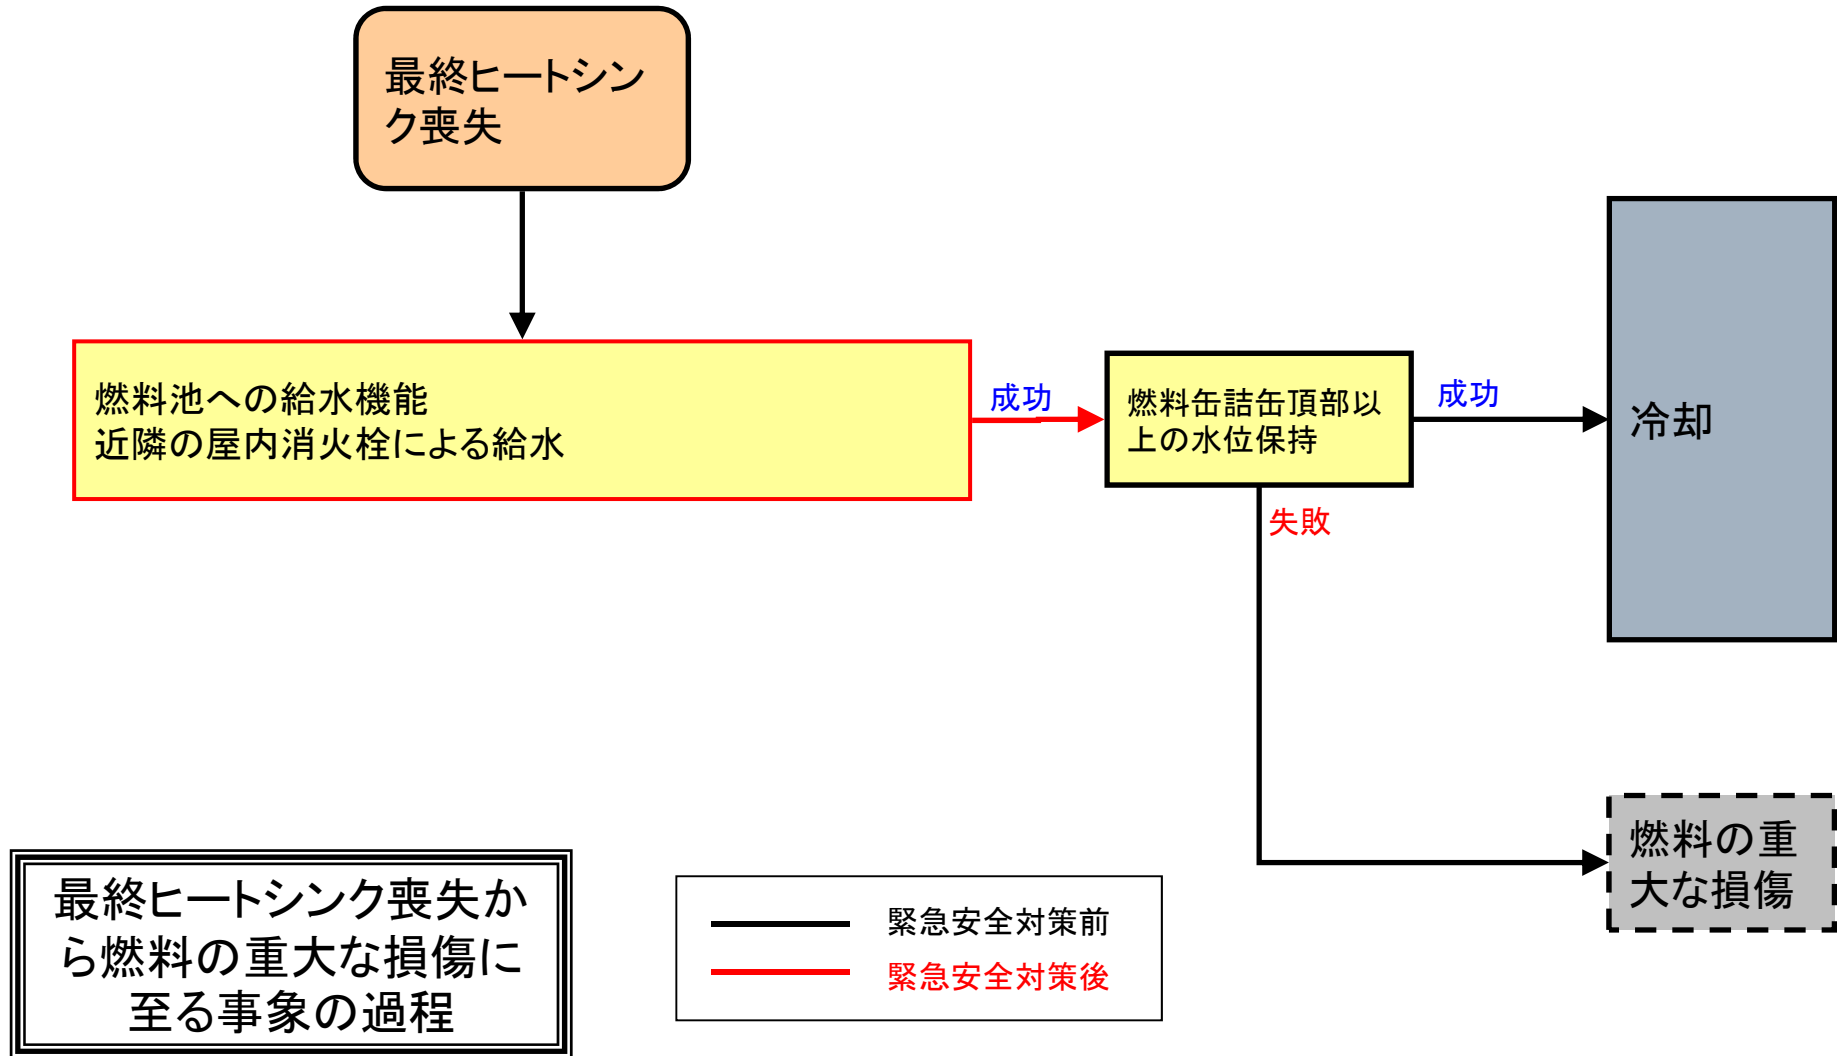 最終ヒートシン
ク喪失
燃料池への給水機能
近隣の屋内消火栓による給水
成功
燃料缶詰缶頂部以
上の水位保持
成功
冷却
失敗
燃料の重
大な損傷
最終ヒートシンク喪失か
ら燃料の重大な損傷に
至る事象の過程
緊急安全対策前
緊急安全対策後